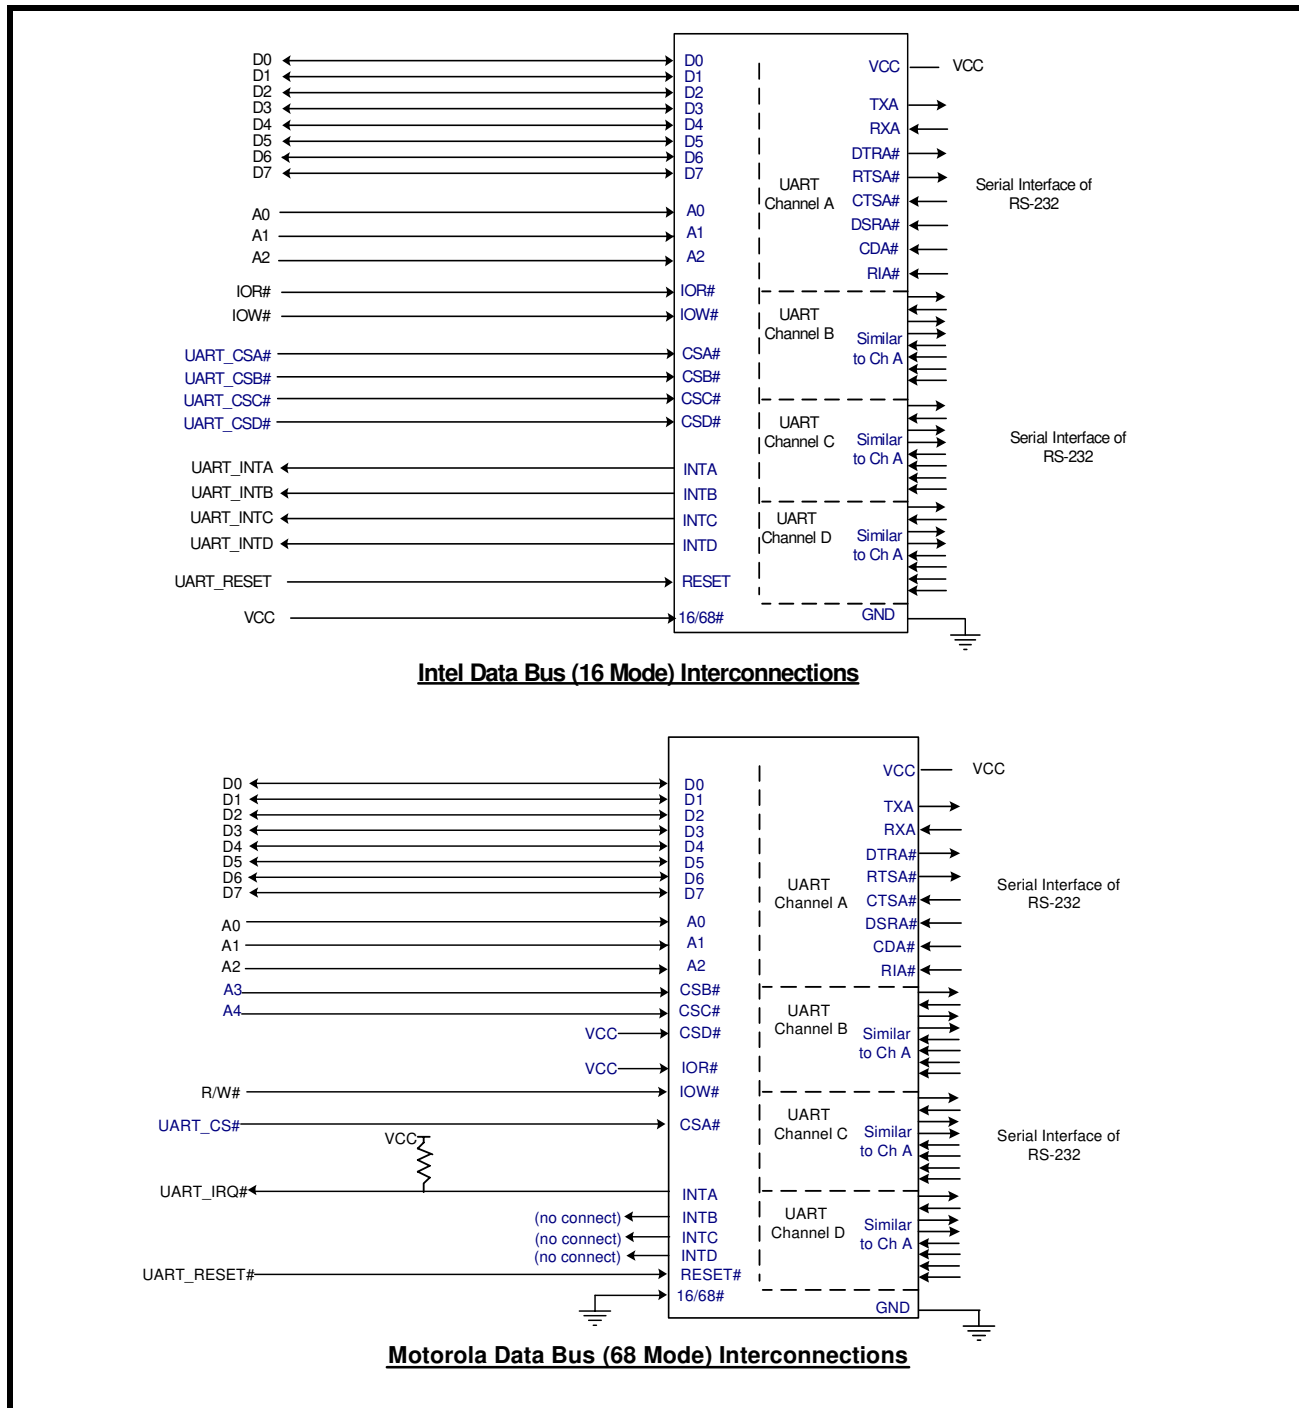 D0 D0 VCC VCC
D1 D1
D2 D2
D3 D3 TXA
D4 D4 RXA
D5 D5
D6 D6 DTRA#
D7 D7 RTSA#
UART
Channel A
CTSA#
Serial Interface of
RS-232
A0 A0 DSRA#
A1 A1 CDA#
A2 A2 RIA#
IOR# IOR#
IOW# IOW#
UART
Channel B
Similar
to Ch A
UART_CSA# CSA#
UART_CSB# CSB#
UART_CSC# CSC#
UART_CSD# CSD#
UART
Channel C
Similar
to Ch A
Serial Interface of
RS-232
UART_INTA INTA
UART_INTB INTB
UART_INTC INTC
UART_INTD INTD
UART
Channel D
Similar
to Ch A
UART_RESET RESET
VCC 16/68# GND
Intel Data Bus (16 Mode) Interconnections
D0 D0 VCC VCC
D1 D1
D2 D2 TXA
D3 D3 RXA
D4 D4
D5 D5 DTRA#
D6 D6 RTSA#
D7 D7
UART
Channel A
CTSA#
Serial Interface of
RS-232
A0 A0 DSRA#
A1 A1 CDA#
A2 A2 RIA#
A3 CSB#
A4 CSC#
VCC CSD#
UART
Channel B
Similar
to Ch A
VCC IOR#
R/W# IOW#
UART_CS# CSA#
UART
Channel C
Similar
to Ch A
Serial Interface of
RS-232
VCC
UART_IRQ# INTA
(no connect) INTB
(no connect) INTC
(no connect) INTD
UART
Channel D
Similar
to Ch A
UART_RESET# RESET#
16/68#
GND
Motorola Data Bus (68 Mode) Interconnections